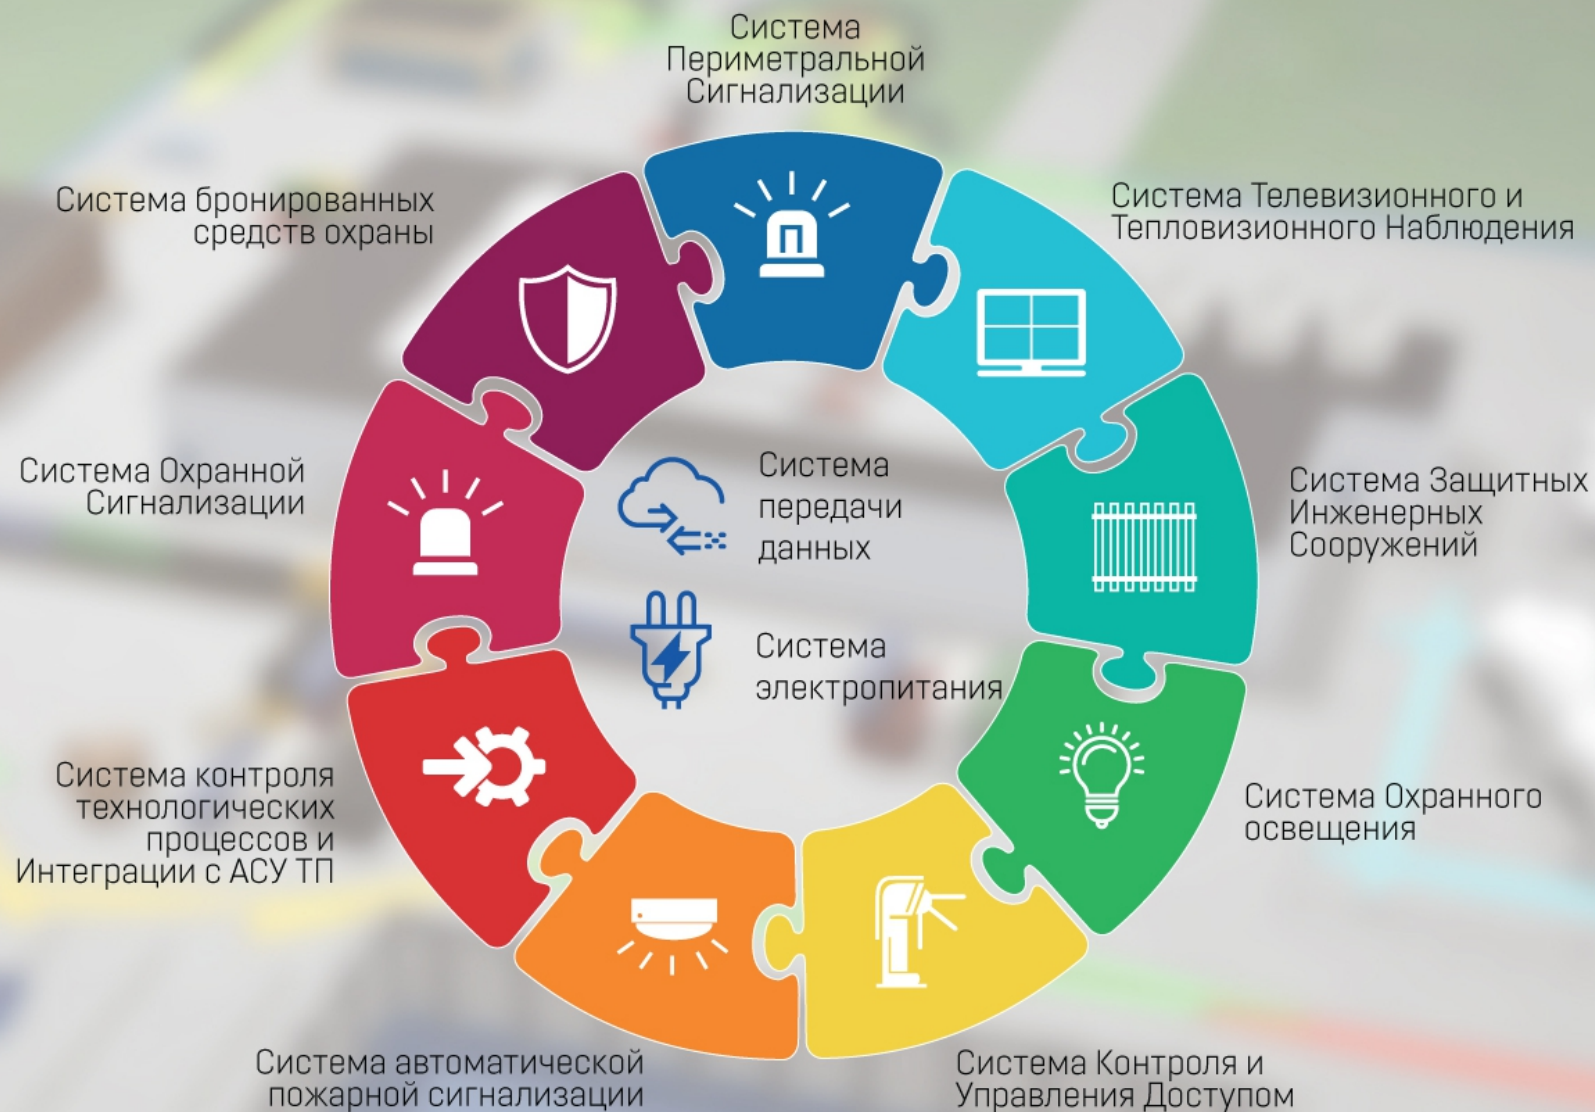 Система
Периметральной
Сигнализации
Система Телевизионного и
Тепловизионного Наблюдения
Система Защитных
Инженерных
Сооружений
Система Охранного
освещения
Система Контроля и
Управления Доступом
Система автоматической
пожарной сигнализации
Система контроля
технологических
процессов и
Интеграции с АСУ ТП
Система Охранной
Сигнализации
Система бронированных
средств охраны
П
Система
передачи
данных
Система
электропитания